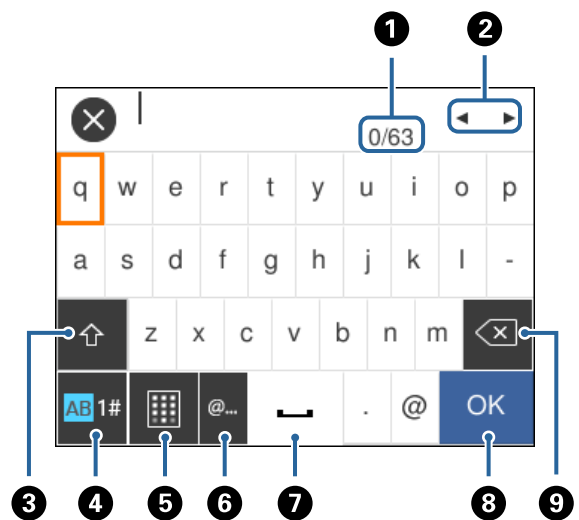 1 2
0/63
q w e r t y u i o p
a s d f g h j k l -
z x c v b n m
AB 1# @... . @ OK
3 4 5 6 7 8 9